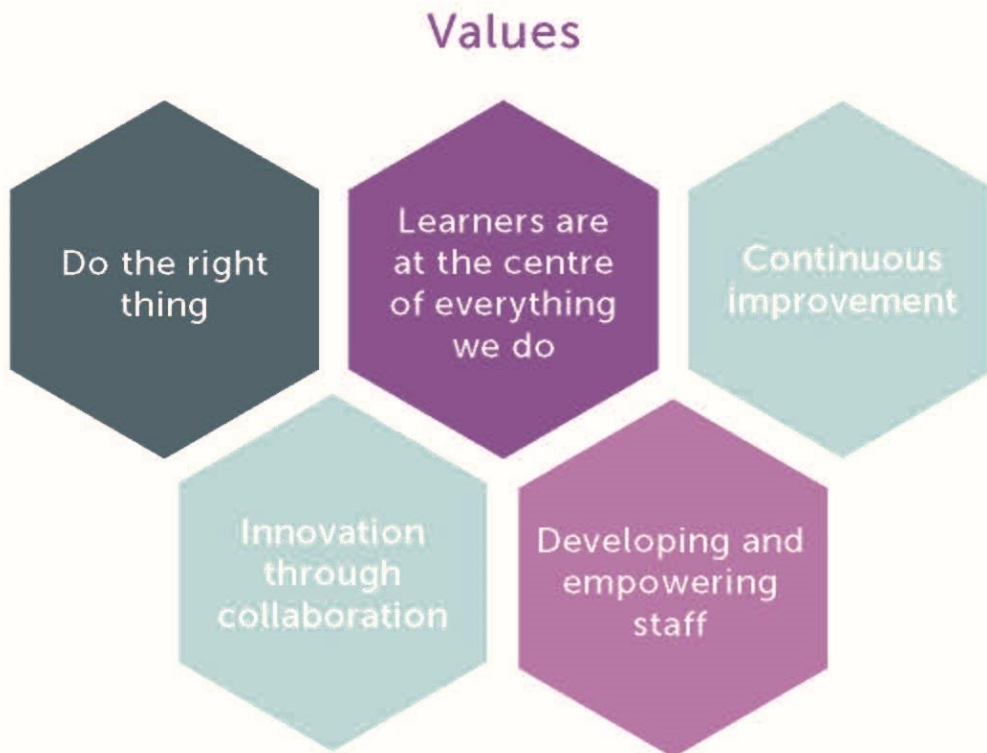 Values
Do the right
thing
Learners are
at the centre
of everything
we do
Continuous
improvement
Innovation
through
collaboration
Developing and
empowering
staff